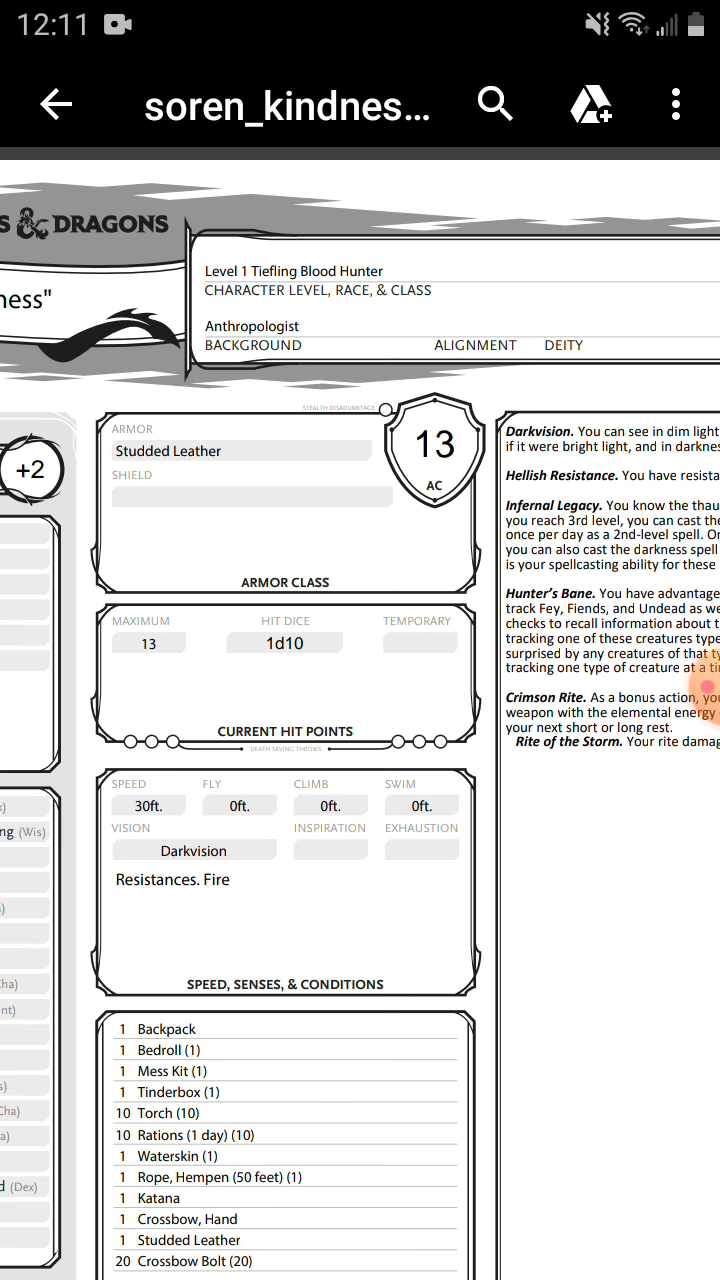 12:11
soren_kindnes...
S & DRAGONS
ness"
Level 1 Tiefling Blood Hunter
CHARACTER LEVEL, RACE, & CLASS
Anthropologist
BACKGROUND ALIGNMENT DEITY
+2
STEALTH DISADVANTAGE
ARMOR
Studded Leather
SHIELD
13
AC
ARMOR CLASS
MAXIMUM HIT DICE TEMPORARY
13 1d10
CURRENT HIT POINTS
DEATH SAVING THROWS
SPEED FLY CLIMB SWIM
30ft. 0ft. 0ft. 0ft.
VISION INSPIRATION EXHAUSTION
Darkvision
Resistances. Fire
SPEED, SENSES, & CONDITIONS
1 Backpack
1 Bedroll (1)
1 Mess Kit (1)
1 Tinderbox (1)
10 Torch (10)
10 Rations (1 day) (10)
1 Waterskin (1)
1 Rope, Hempen (50 feet) (1)
1 Katana
1 Crossbow, Hand
1 Studded Leather
20 Crossbow Bolt (20)
Darkvision. You can see in dim light
if it were bright light, and in darknes
Hellish Resistance. You have resista
Infernal Legacy. You know the thau
you reach 3rd level, you can cast the
once per day as a 2nd-level spell. On
you can also cast the darkness spell
is your spellcasting ability for these
Hunter's Bane. You have advantage
track Fey, Fiends, and Undead as we
checks to recall information about t
tracking one of these creatures type
surprised by any creatures of that ty
tracking one type of creature at a ti
Crimson Rite. As a bonus action, you
weapon with the elemental energy
your next short or long rest.
Rite of the Storm. Your rite damag
x)
ng (Wis)
)
Cha)
nt)
s)
Cha)
a)
d (Dex)